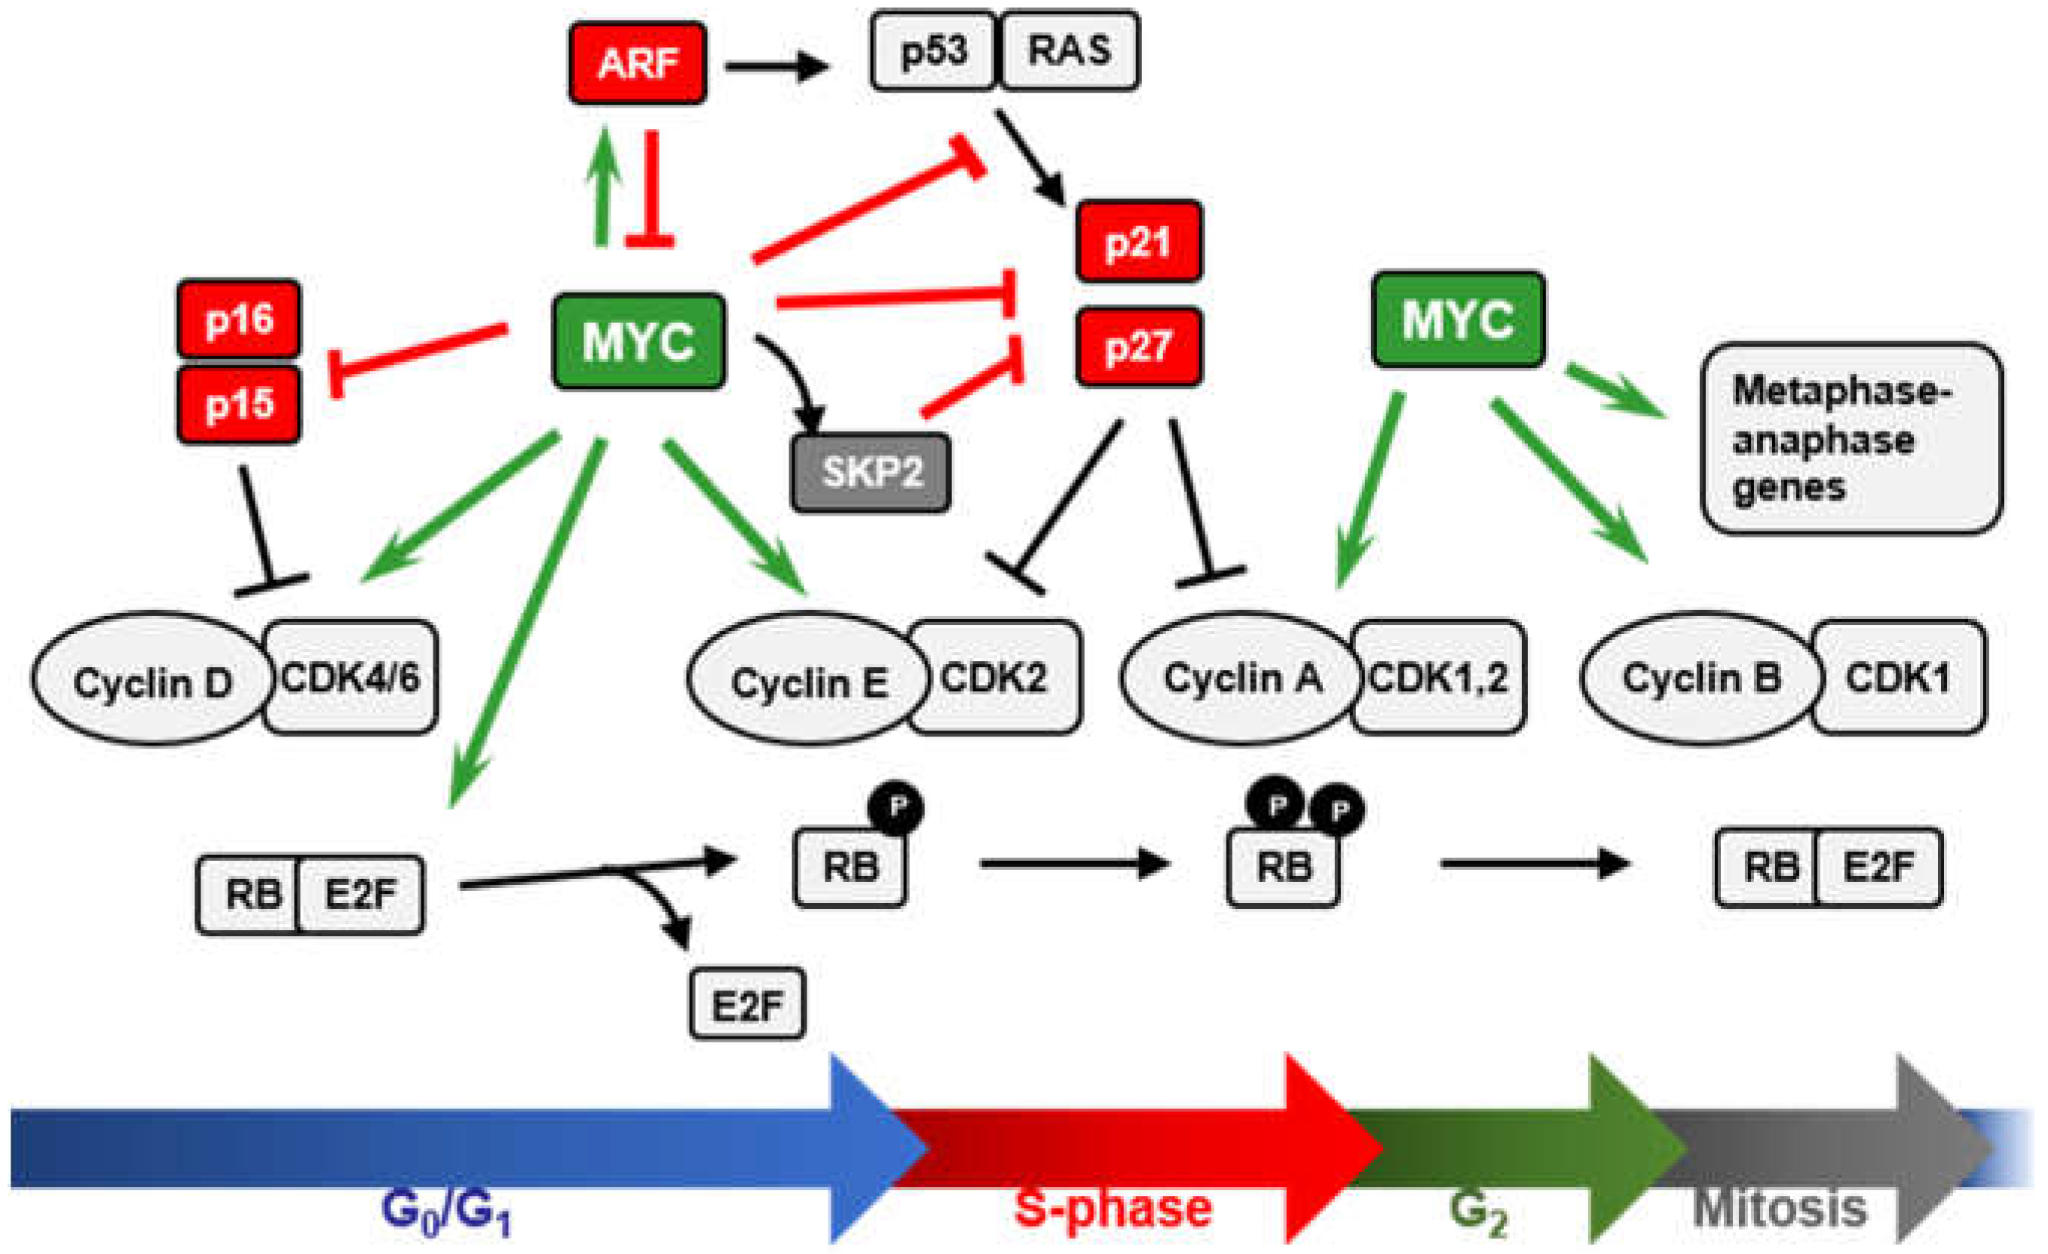 ARF
p53
RAS
p21
p16
MYC
p27
MYC
p15
SKP2
Metaphase-
anaphase
genes
Cyclin D
CDK4/6
Cyclin E
CDK2
Cyclin A
CDK1,2
Cyclin B
CDK1
P
P
P
RB
E2F
RB
RB
RB
E2F
E2F
G0/G1
S-phase
G2
Mitosis